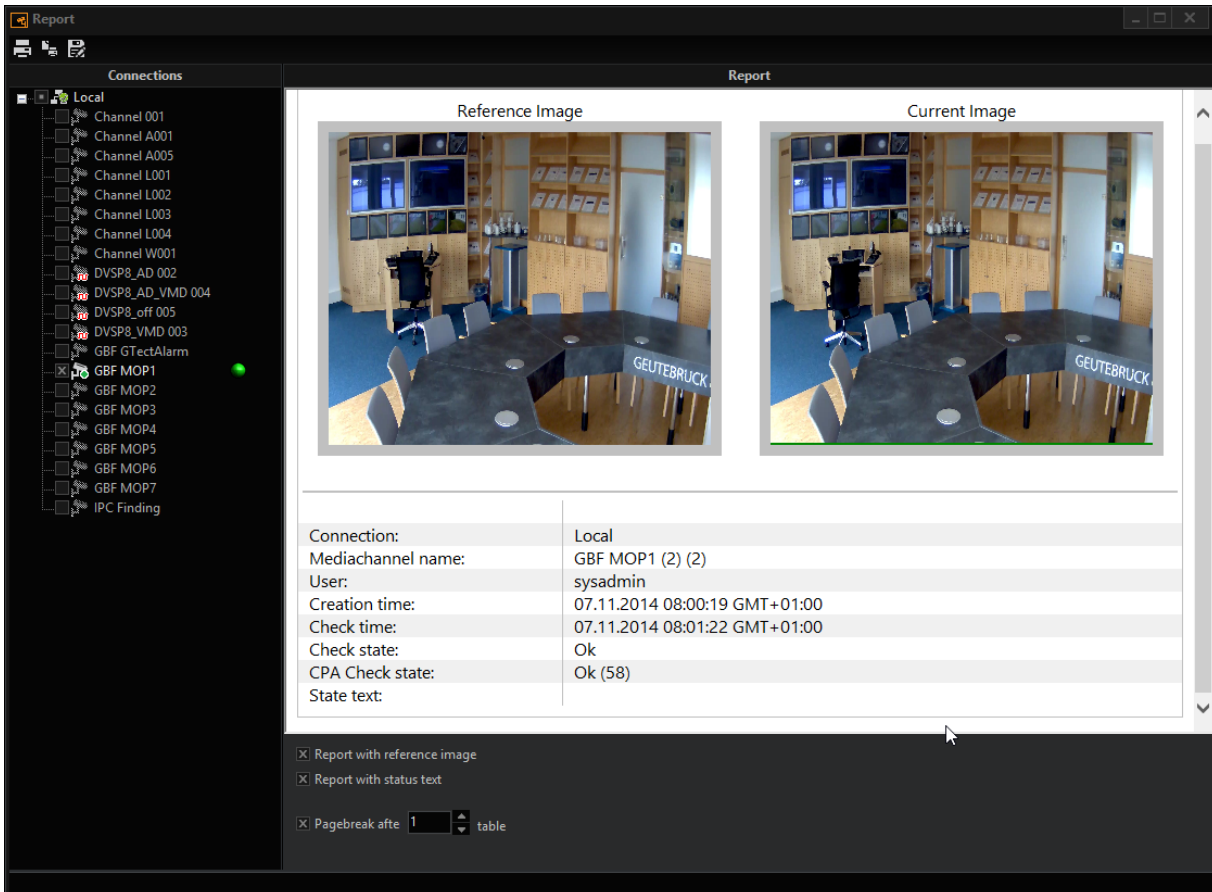 Report
Connections
Report
Local
Channel 001
Channel A001
Channel A005
Channel L001
Channel L002
Channel L003
Channel L004
Channel W001
DVSP8_AD 002
DVSP8_AD_VMD 004
DVSP8_off 005
DVSP8_VMD 003
GBF GTectAlarm
GBF MOP1
GBF MOP2
GBF MOP3
GBF MOP4
GBF MOP5
GBF MOP6
GBF MOP7
IPC Finding
Reference Image Current Image
GEUTEBRUCK GEUTEBRUCK
Connection: Local
Mediachannel name: GBF MOP1 (2) (2)
User: sysadmin
Creation time: 07.11.2014 08:00:19 GMT+01:00
Check time: 07.11.2014 08:01:22 GMT+01:00
Check state: Ok
CPA Check state: Ok (58)
State text:
Report with reference image
Report with status text
Pagebreak afte 1 table